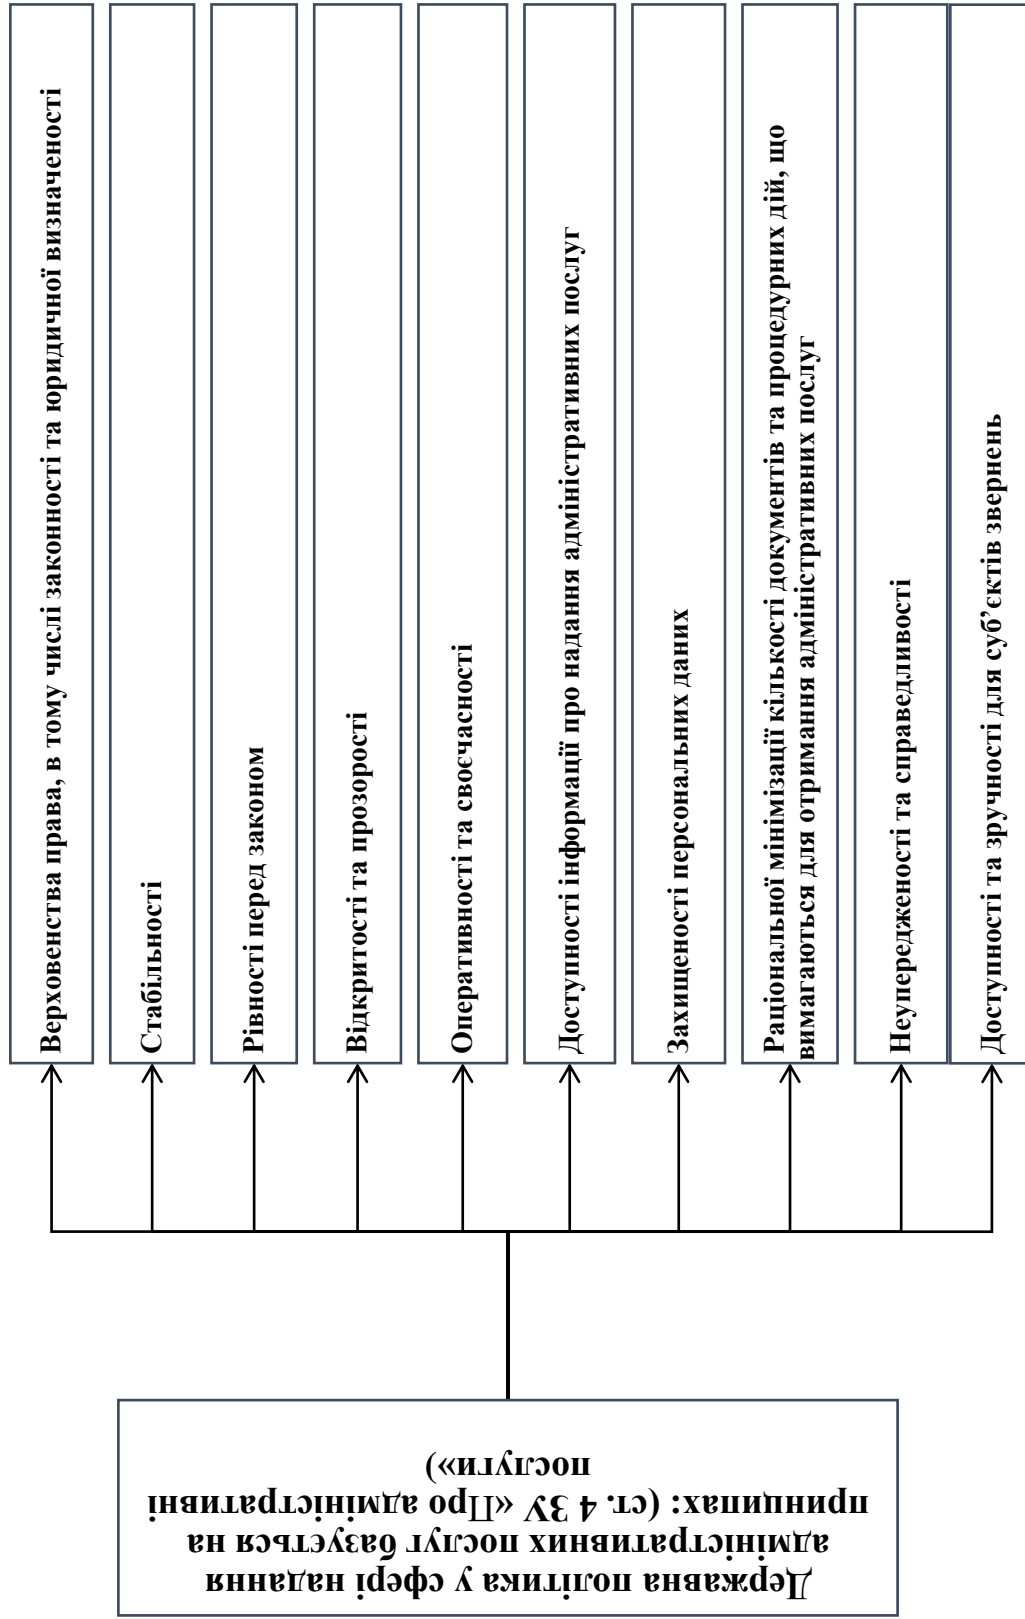 Державна політика у сфері надання
адміністративних послуг базується на
принципах: (ст. 4 ЗУ «Про адміністративні
послуги»)
Верховенства права, в тому числі законності та юридичної визначеності
Стабільності
Рівності перед законом
Відкритості та прозорості
Оперативності та своєчасності
Доступності інформації про надання адміністративних послуг
Захищеності персональних даних
Раціональної мінімізації кількості документів та процедурних дій, що
вимагаються для отримання адміністративних послуг
Неупередженості та справедливості
Доступності та зручності для суб’єктів звернень